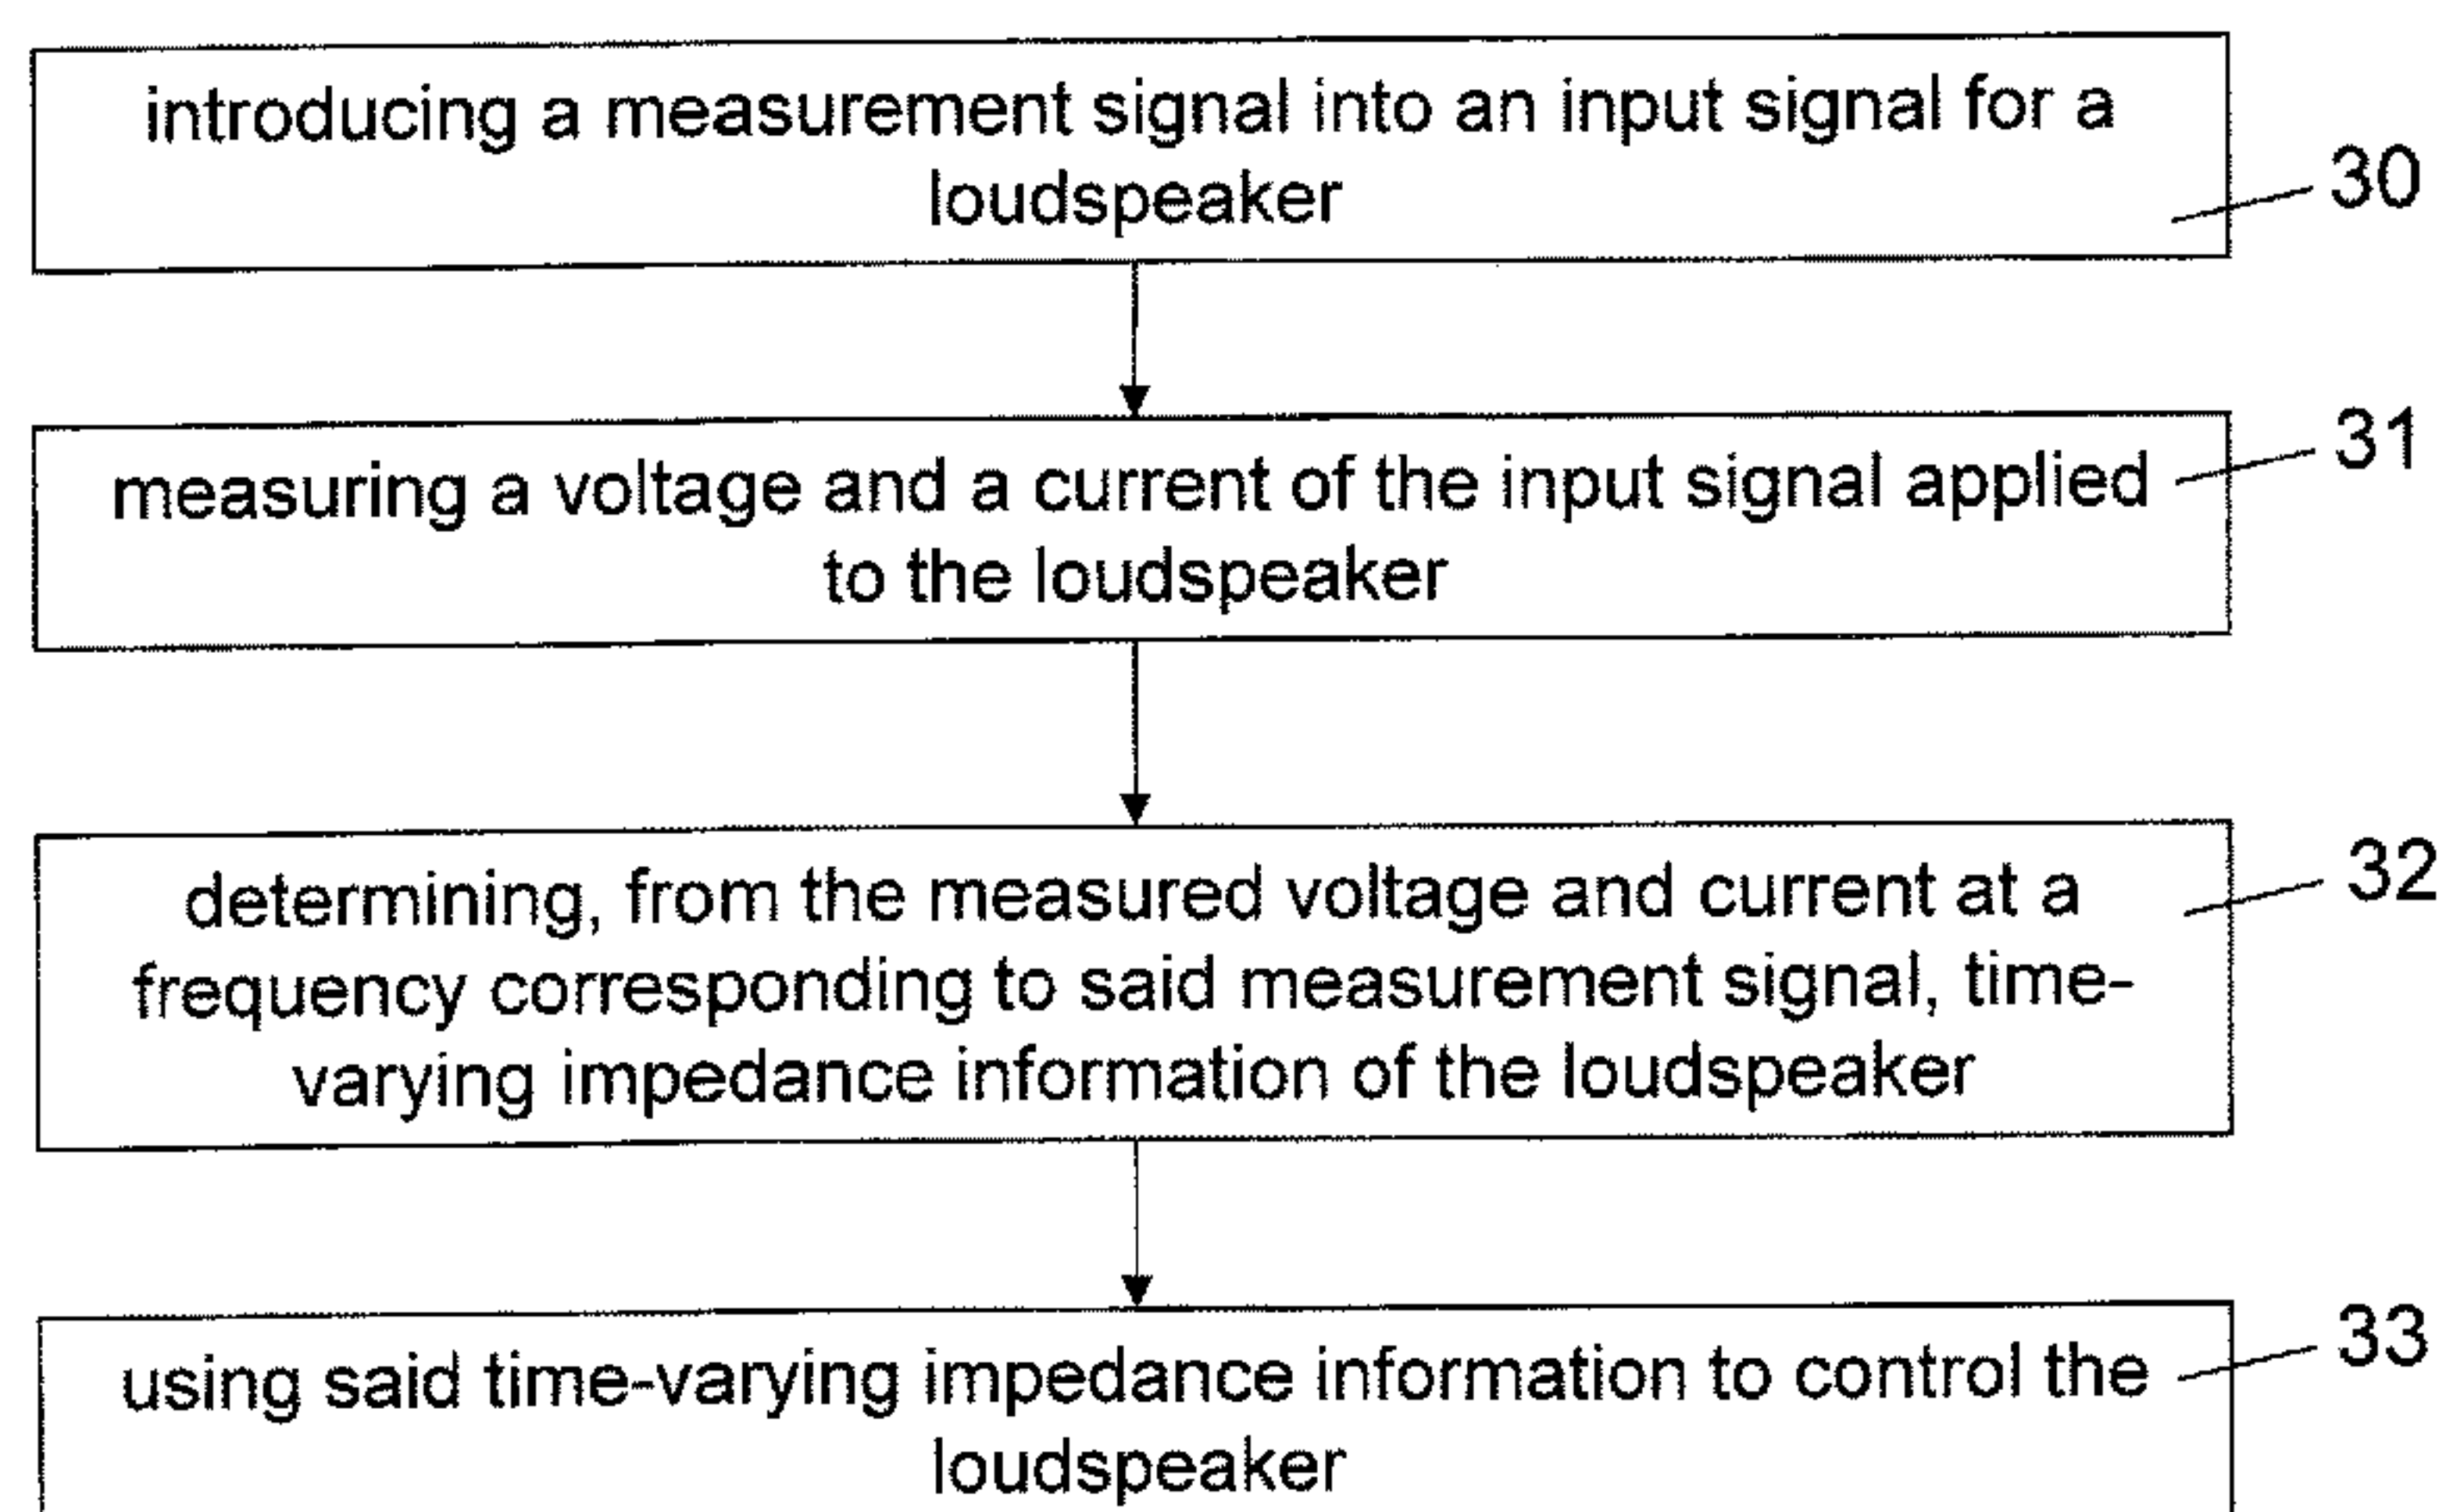 introducing a measurement signal into an input signal for a
loudspeaker
30
measuring a voltage and a current of the input signal applied
to the loudspeaker
31
determining, from the measured voltage and current at a
frequency corresponding to said measurement signal, time-
varying impedance information of the loudspeaker
32
using said time-varying impedance information to control the
loudspeaker
33